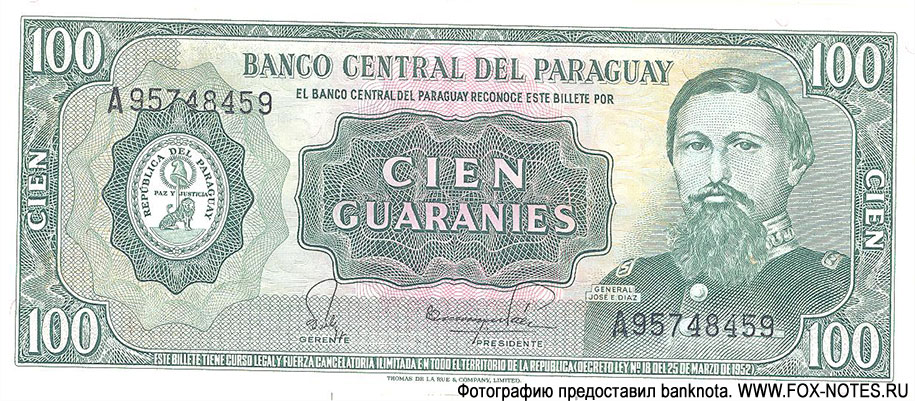 100
100
BANCO CENTRAL DEL PARAGUAY
EL BANCO CENTRAL DEL PARAGUAY RECONOCE ESTE BILLETE POR
A95748459
REPUBLICA DEL PARAGUAY
PAZ Y JUSTICIA
CIEN
CIEN
GUARANIES
CIEN
GENERAL
JOSE E. DIAZ
A95748459
GERENTE
PRESIDENTE
100
100
ESTE BILLETE TIENE CURSO LEGAL Y FUERZA CANCELATORIA ILIMITADA EN TODO EL TERRITORIO DE LA REPUBLICA (DECRETO LEY Nº 18 DEL 25 DE MARZO DE 1952)
THOMAS DE LA RUE & COMPANY, LIMITED.
Фотографию предоставил banknota. WWW.FOX-NOTES.RU